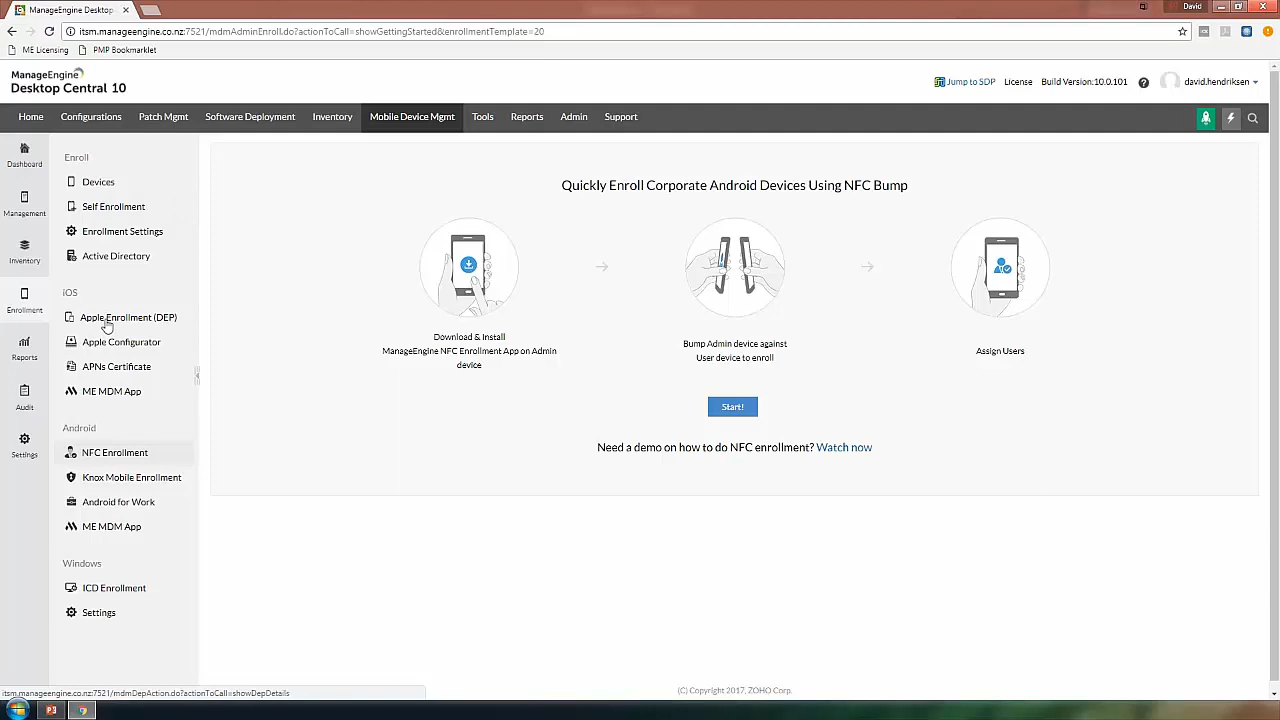 ManageEngine Desktop
David
itsm.manageengine.co.nz:7521/mdmAdminEnroll.do?actionToCall=showGettingStarted&enrollmentTemplate=20
ME Licensing
PMP Bookmarklet
ManageEngine
Desktop Central 10
Jump to SDP
License
Build Version:10.0.101
david.hendriksen
Home
Configurations
Patch Mgmt
Software Deployment
Inventory
Mobile Device Mgmt
Tools
Reports
Admin
Support
Dashboard
Management
Inventory
Enrollment
Reports
Audit
Settings
Enroll
Devices
Self Enrollment
Enrollment Settings
Active Directory
iOS
Apple Enrollment (DEP)
Apple Configurator
APNs Certificate
ME MDM App
Android
NFC Enrollment
Knox Mobile Enrollment
Android for Work
ME MDM App
Windows
ICD Enrollment
Settings
Quickly Enroll Corporate Android Devices Using NFC Bump
Download & Install
ManageEngine NFC Enrollment App on Admin
device
Bump Admin device against
User device to enroll
Assign Users
Start!
Need a demo on how to do NFC enrollment? Watch now
(C) Copyright 2017, ZOHO Corp.
itsm.manageengine.co.nz:7521/mdmDepAction.do?actionToCall=showDepDetails